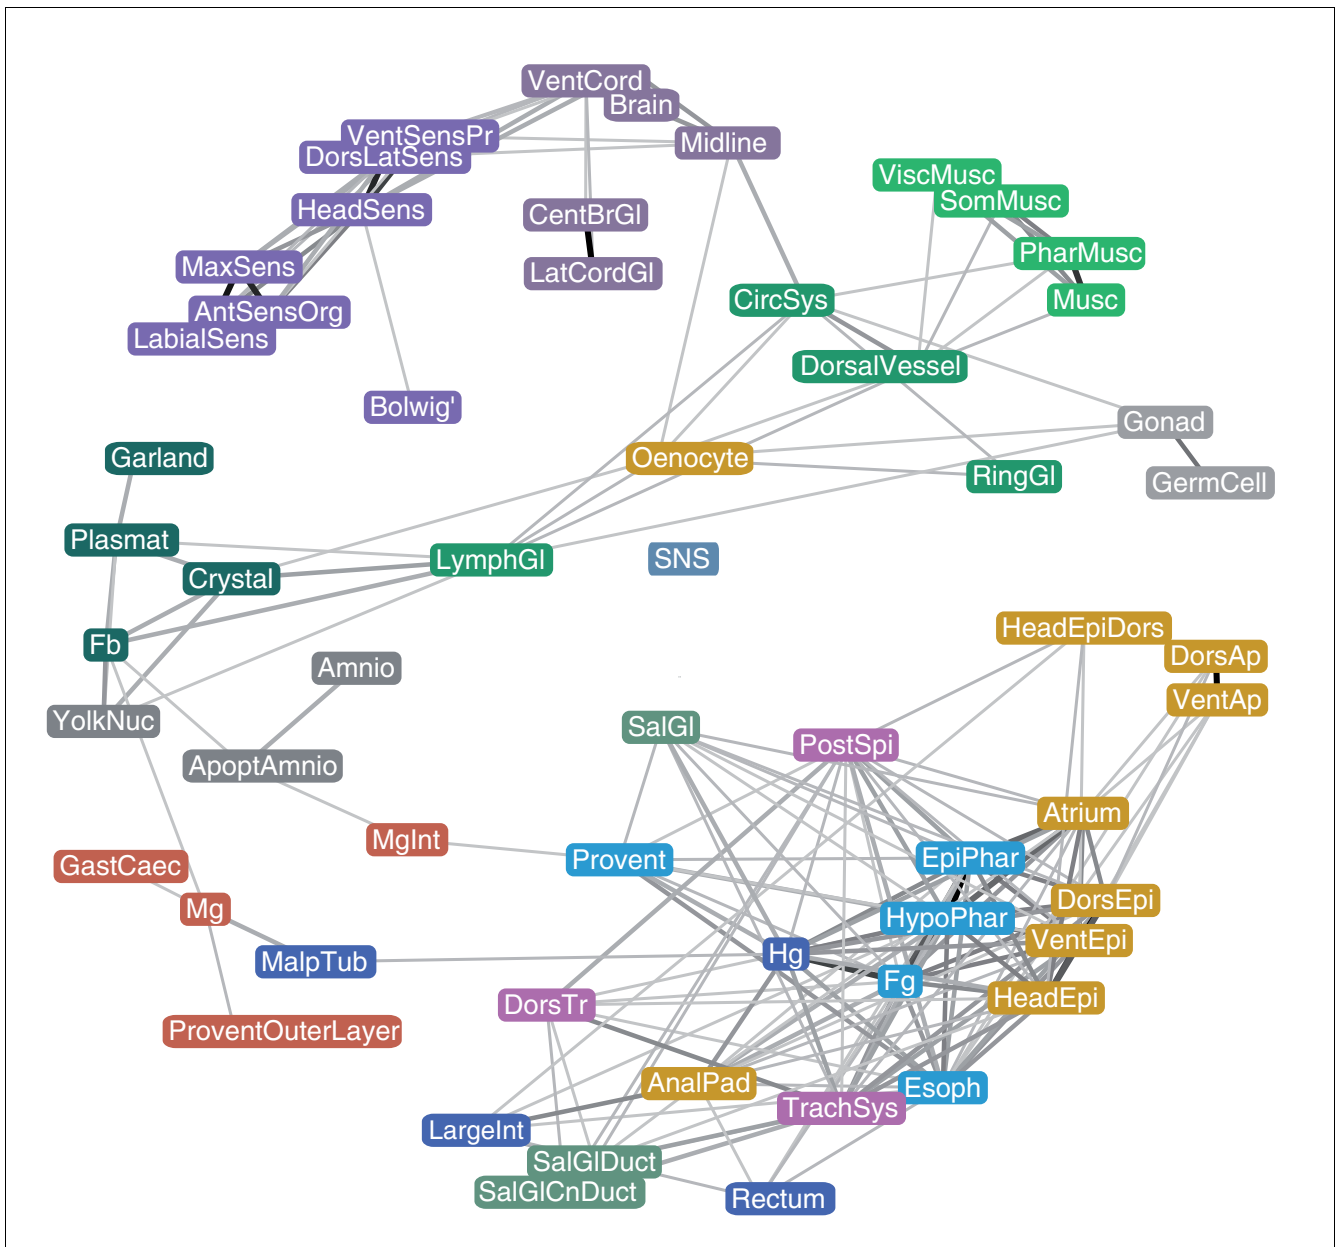 VentCord
Brain
VentSensPr
Midline
DorsLatSens
ViscMusc
SomMusc
HeadSens
CentBrGl
PharMusc
MaxSens
LatCordGl
CircSys
Musc
AntSensOrg
LabialSens
DorsalVessel
Bolwig'
Gonad
Garland
Oenocyte
RingGl
GermCell
Plasmat
LymphGl
SNS
Crystal
HeadEpiDors
Fb
DorsAp
Amnio
VentAp
YolkNuc
SalGl
PostSpi
ApoptAmnio
Atrium
MgInt
Provent
EpiPhar
GastCaec
DorsEpi
Mg
HypoPhar
VentEpi
MalpTub
Hg
Fg
HeadEpi
DorsTr
ProventOuterLayer
AnalPad
Esoph
TrachSys
LargeInt
SalGlDuct
SalGlCnDuct
Rectum